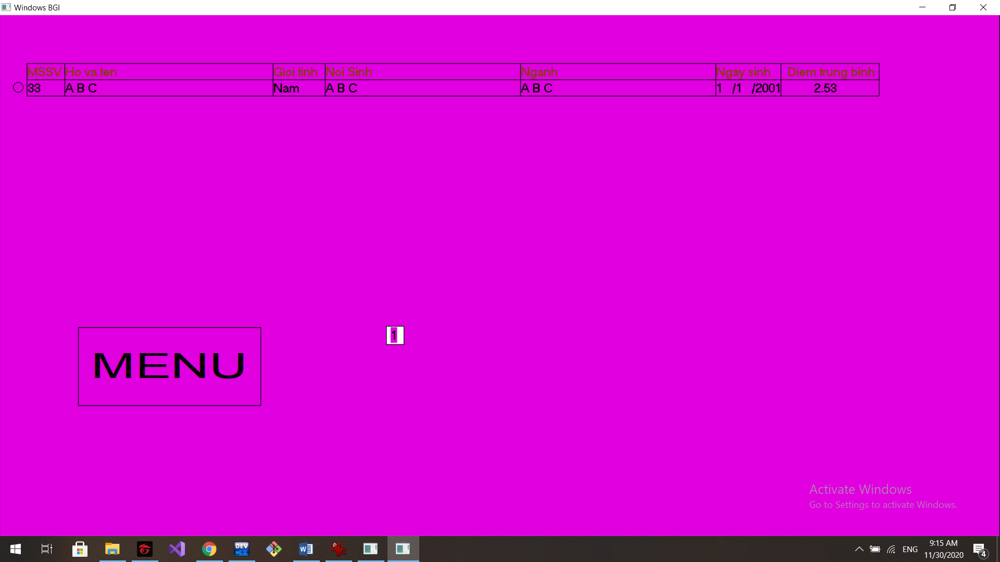 Windows BGI
MSSV Ho va ten Gioi tinh Noi Sinh Nganh Ngay sinh Diem trung binh
33 A B C Nam A B C A B C 1 /1 /2001 2.53
1
MENU
Activate Windows
Go to Settings to activate Windows.
DEV C++
W
ENG
9:15 AM
11/30/2020
4